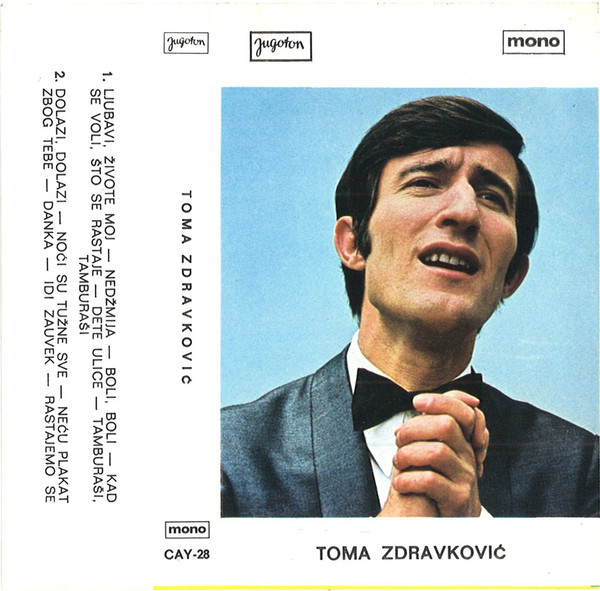 Jugoton
Jugoton
mono
1. LJUBAVI, ŽIVOTE MOJ — NEDŽMIJA — BOLI, BOLI — KAD
SE VOLI, ŠTO SE RASTAJE — DETE ULICE — TAMBURAŠI,
TAMBURAŠI
2. DOLAZI, DOLAZI — NOĆI SU TUŽNE SVE — NEĆU PLAKAT
ZBOG TEBE — DANKA — IDI ZAUVEK — RASTAJEMO SE
TOMA ZDRAVKOVIĆ
mono
CAY-28
TOMA ZDRAVKOVIĆ